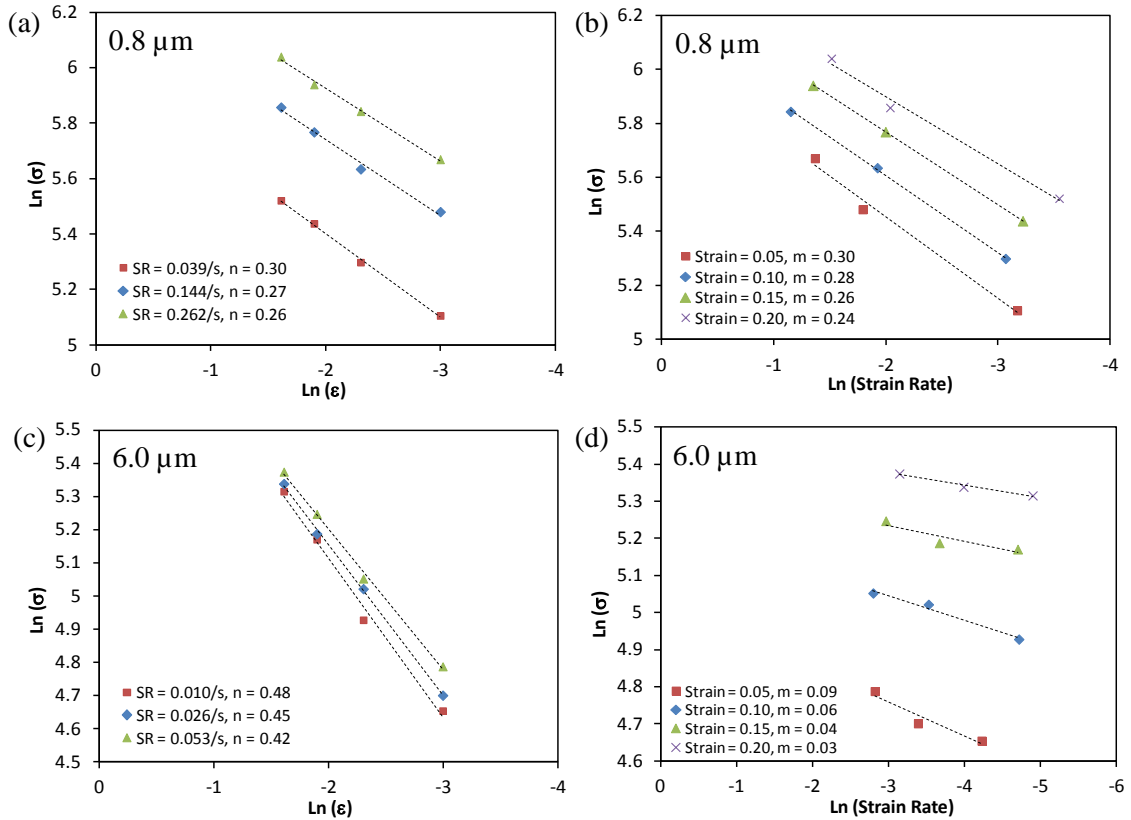 (a)
0.8 µm
6.2
6
5.8
5.6
5.4
5.2
5
Ln (σ)
SR = 0.039/s, n = 0.30
SR = 0.144/s, n = 0.27
SR = 0.262/s, n = 0.26
0 -1 -2 -3 -4
Ln (ε)
(b)
0.8 µm
6.2
6
5.8
5.6
5.4
5.2
5
Ln (σ)
Strain = 0.05, m = 0.30
Strain = 0.10, m = 0.28
Strain = 0.15, m = 0.26
Strain = 0.20, m = 0.24
0 -1 -2 -3 -4
Ln (Strain Rate)
(c)
6.0 µm
5.5
5.4
5.3
5.2
5.1
5
4.9
4.8
4.7
4.6
4.5
Ln (σ)
SR = 0.010/s, n = 0.48
SR = 0.026/s, n = 0.45
SR = 0.053/s, n = 0.42
0 -1 -2 -3 -4
Ln (ε)
(d)
6.0 µm
5.5
5.4
5.3
5.2
5.1
5.0
4.9
4.8
4.7
4.6
Ln (σ)
Strain = 0.05, m = 0.09
Strain = 0.10, m = 0.06
Strain = 0.15, m = 0.04
Strain = 0.20, m = 0.03
0 -1 -2 -3 -4 -5 -6
Ln (Strain Rate)